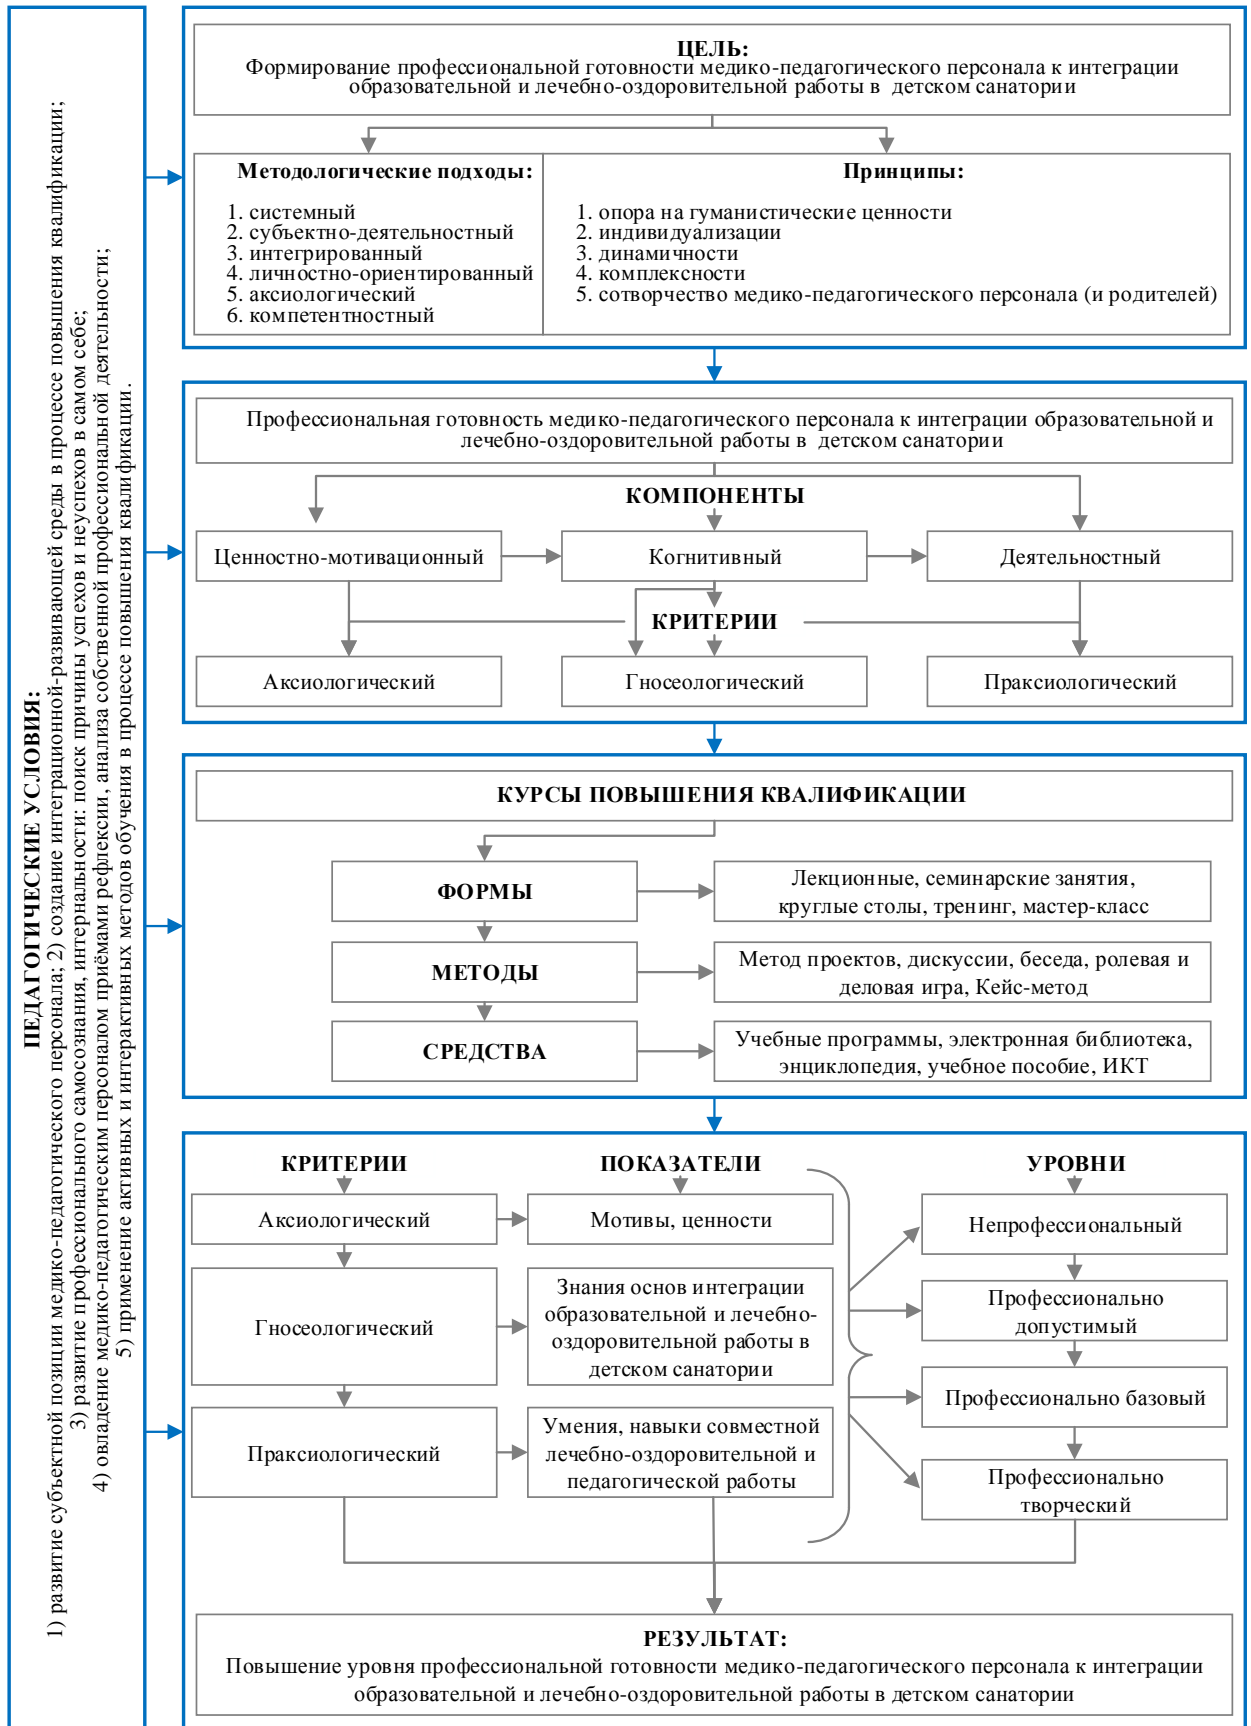 ПЕДАГОГИЧЕСКИЕ УСЛОВИЯ:
1) развитие субъектной позиции медико-педагогического персонала; 2) создание интеграционной-развивающей среды в процессе повышения квалификации;
3) развитие профессионального самосознания, интернальности: поиск причины успехов и неуспехов в самом себе;
4) овладение медико-педагогическим персоналом приёмами рефлексии, анализа собственной профессиональной деятельности;
5) применение активных и интерактивных методов обучения в процессе повышения квалификации.
ЦЕЛЬ:
Формирование профессиональной готовности медико-педагогического персонала к интеграции
образовательной и лечебно-оздоровительной работы в детском санатории
Методологические подходы:
1. системный
2. субъектно-деятельностный
3. интегрированный
4. личностно-ориентированный
5. аксиологический
6. компетентностный
Принципы:
1. опора на гуманистические ценности
2. индивидуализации
3. динамичности
4. комплексности
5. сотворчество медико-педагогического персонала (и родителей)
Профессиональная готовность медико-педагогического персонала к интеграции образовательной и
лечебно-оздоровительной работы в детском санатории
КОМПОНЕНТЫ
Ценностно-мотивационный
Когнитивный
Деятельностный
КРИТЕРИИ
Аксиологический
Гносеологический
Праксиологический
КУРСЫ ПОВЫШЕНИЯ КВАЛИФИКАЦИИ
ФОРМЫ
Лекционные, семинарские занятия,
круглые столы, тренинг, мастер-класс
МЕТОДЫ
Метод проектов, дискуссии, беседа, ролевая и
деловая игра, Кейс-метод
СРЕДСТВА
Учебные программы, электронная библиотека,
энциклопедия, учебное пособие, ИКТ
КРИТЕРИИ
ПОКАЗАТЕЛИ
УРОВНИ
Аксиологический
Мотивы, ценности
Непрофессиональный
Гносеологический
Знания основ интеграции
образовательной и лечебно-
оздоровительной работы в
детском санатории
Профессионально
допустимый
Профессионально базовый
Праксиологический
Умения, навыки совместной
лечебно-оздоровительной и
педагогической работы
Профессионально
творческий
РЕЗУЛЬТАТ:
Повышение уровня профессиональной готовности медико-педагогического персонала к интеграции
образовательной и лечебно-оздоровительной работы в детском санатории